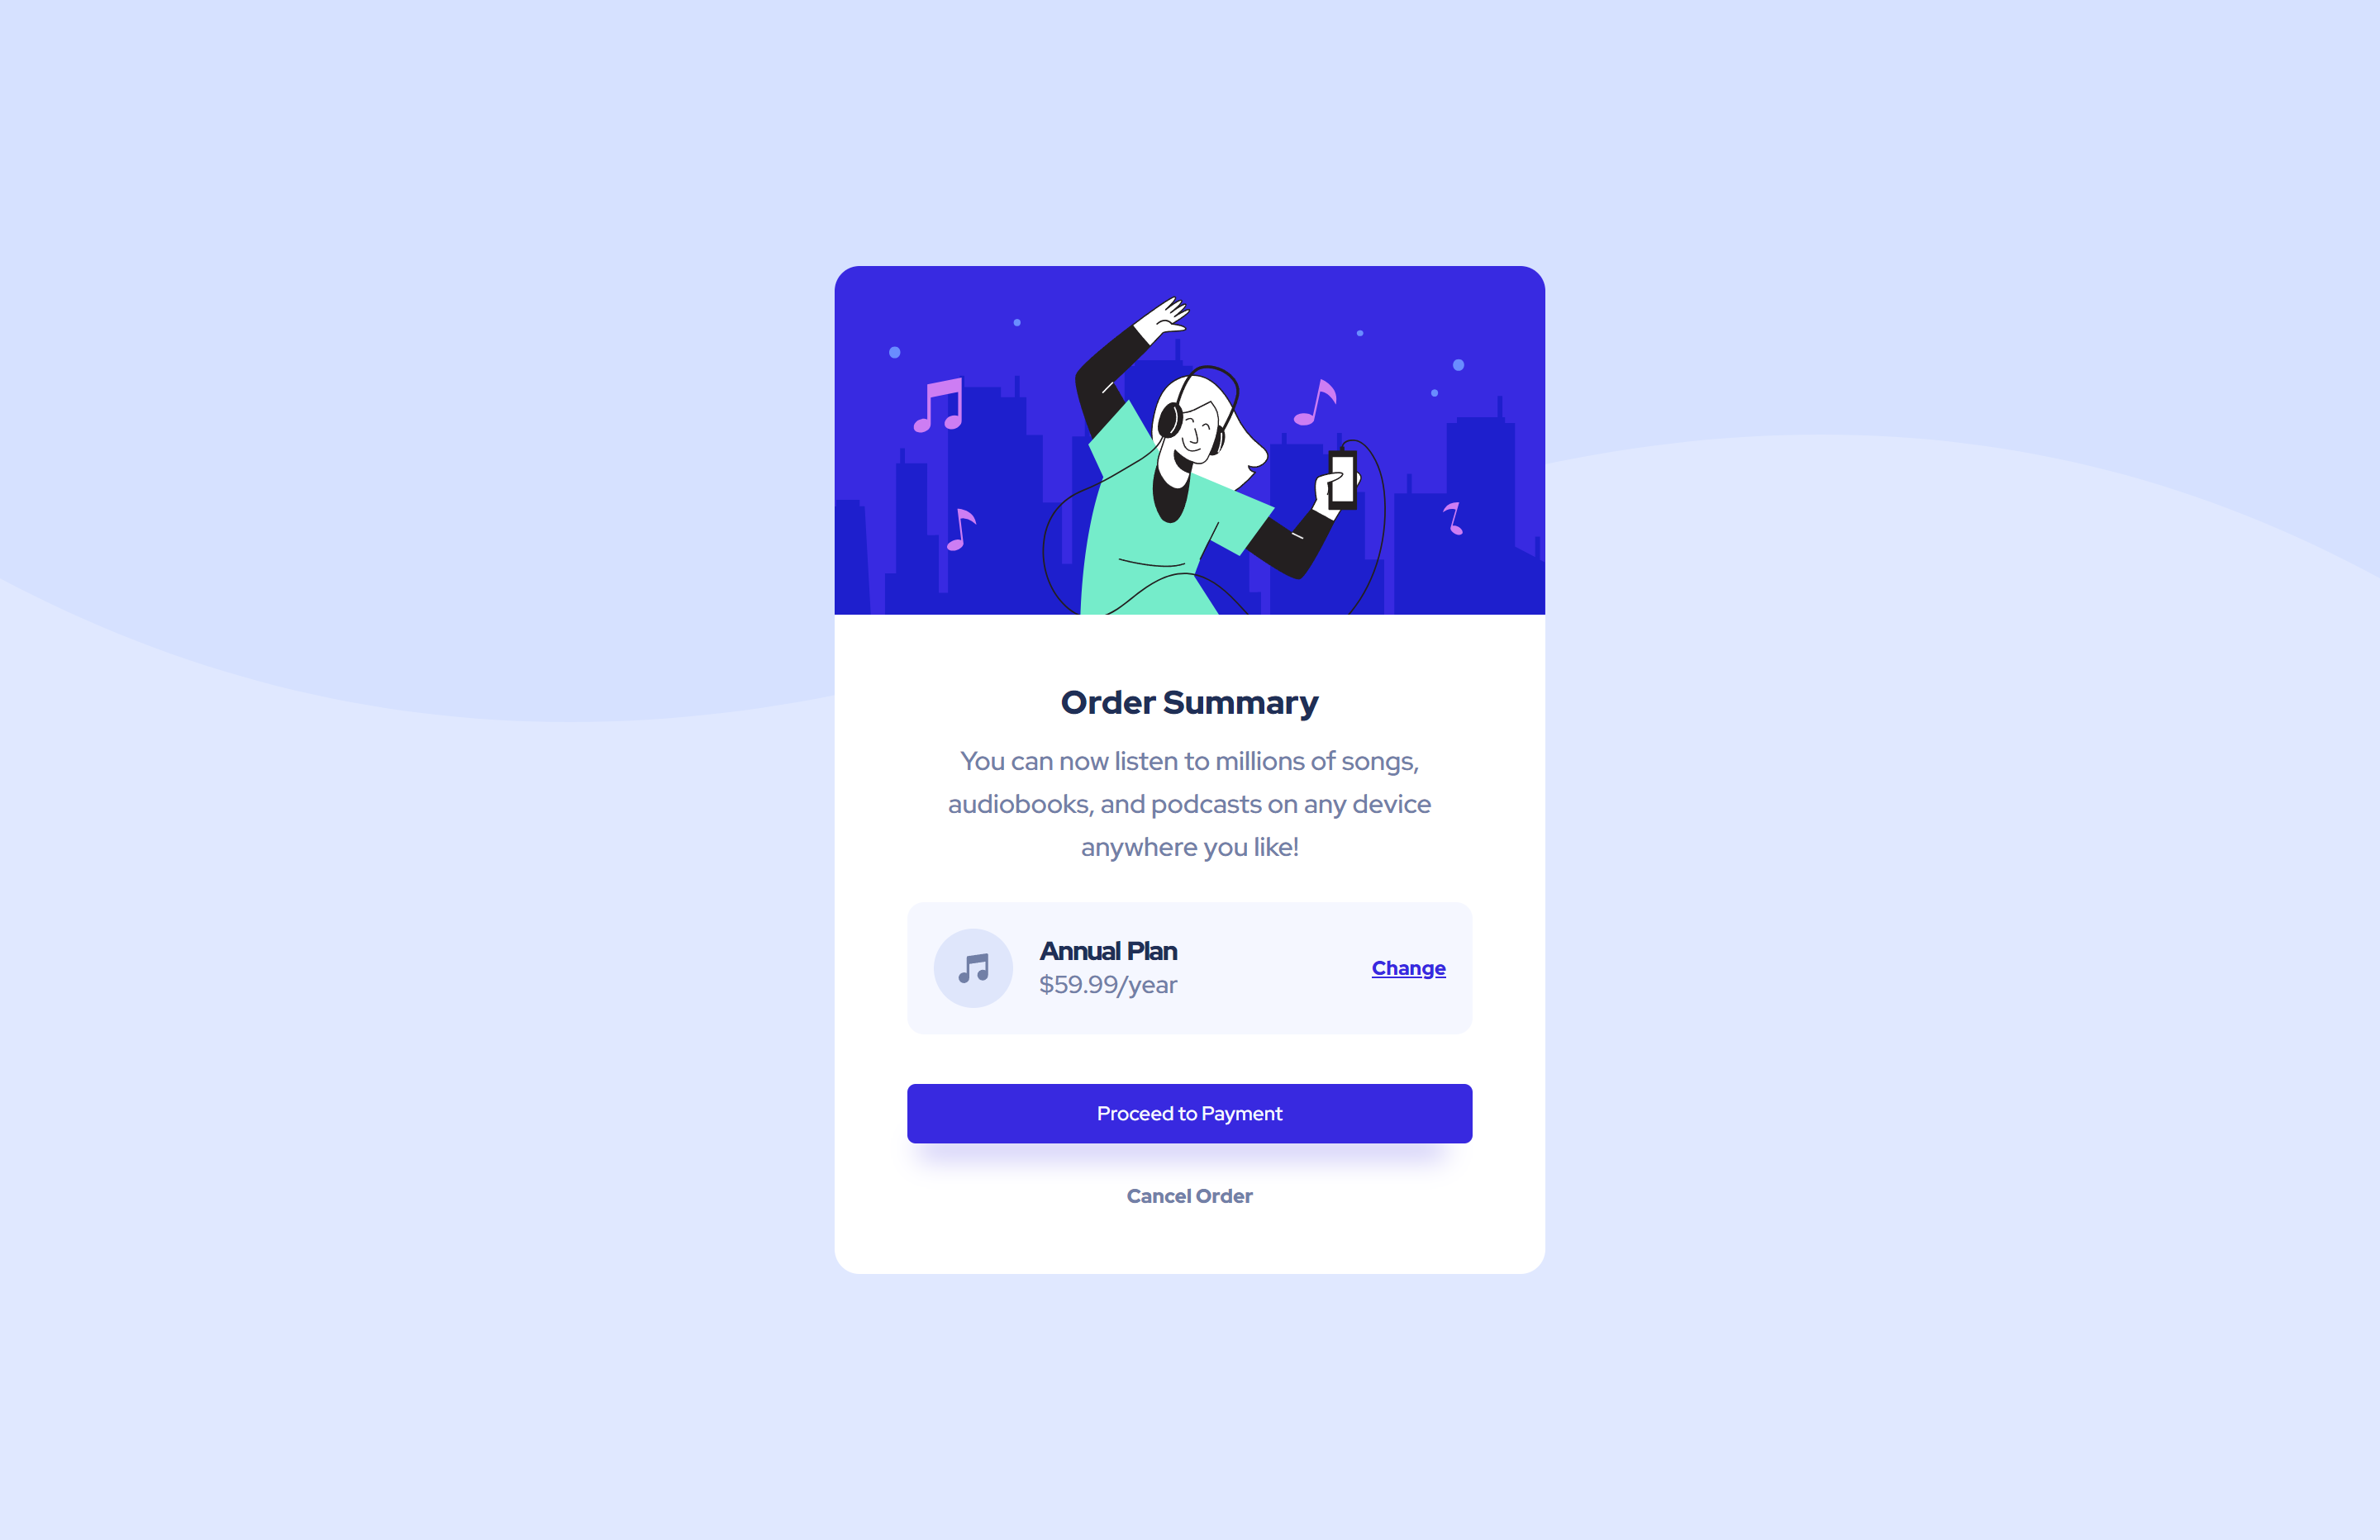 Order Summary
You can now listen to millions of songs,
audiobooks, and podcasts on any device
anywhere you like!
Annual Plan
$59.99/year
Change
Proceed to Payment
Cancel Order